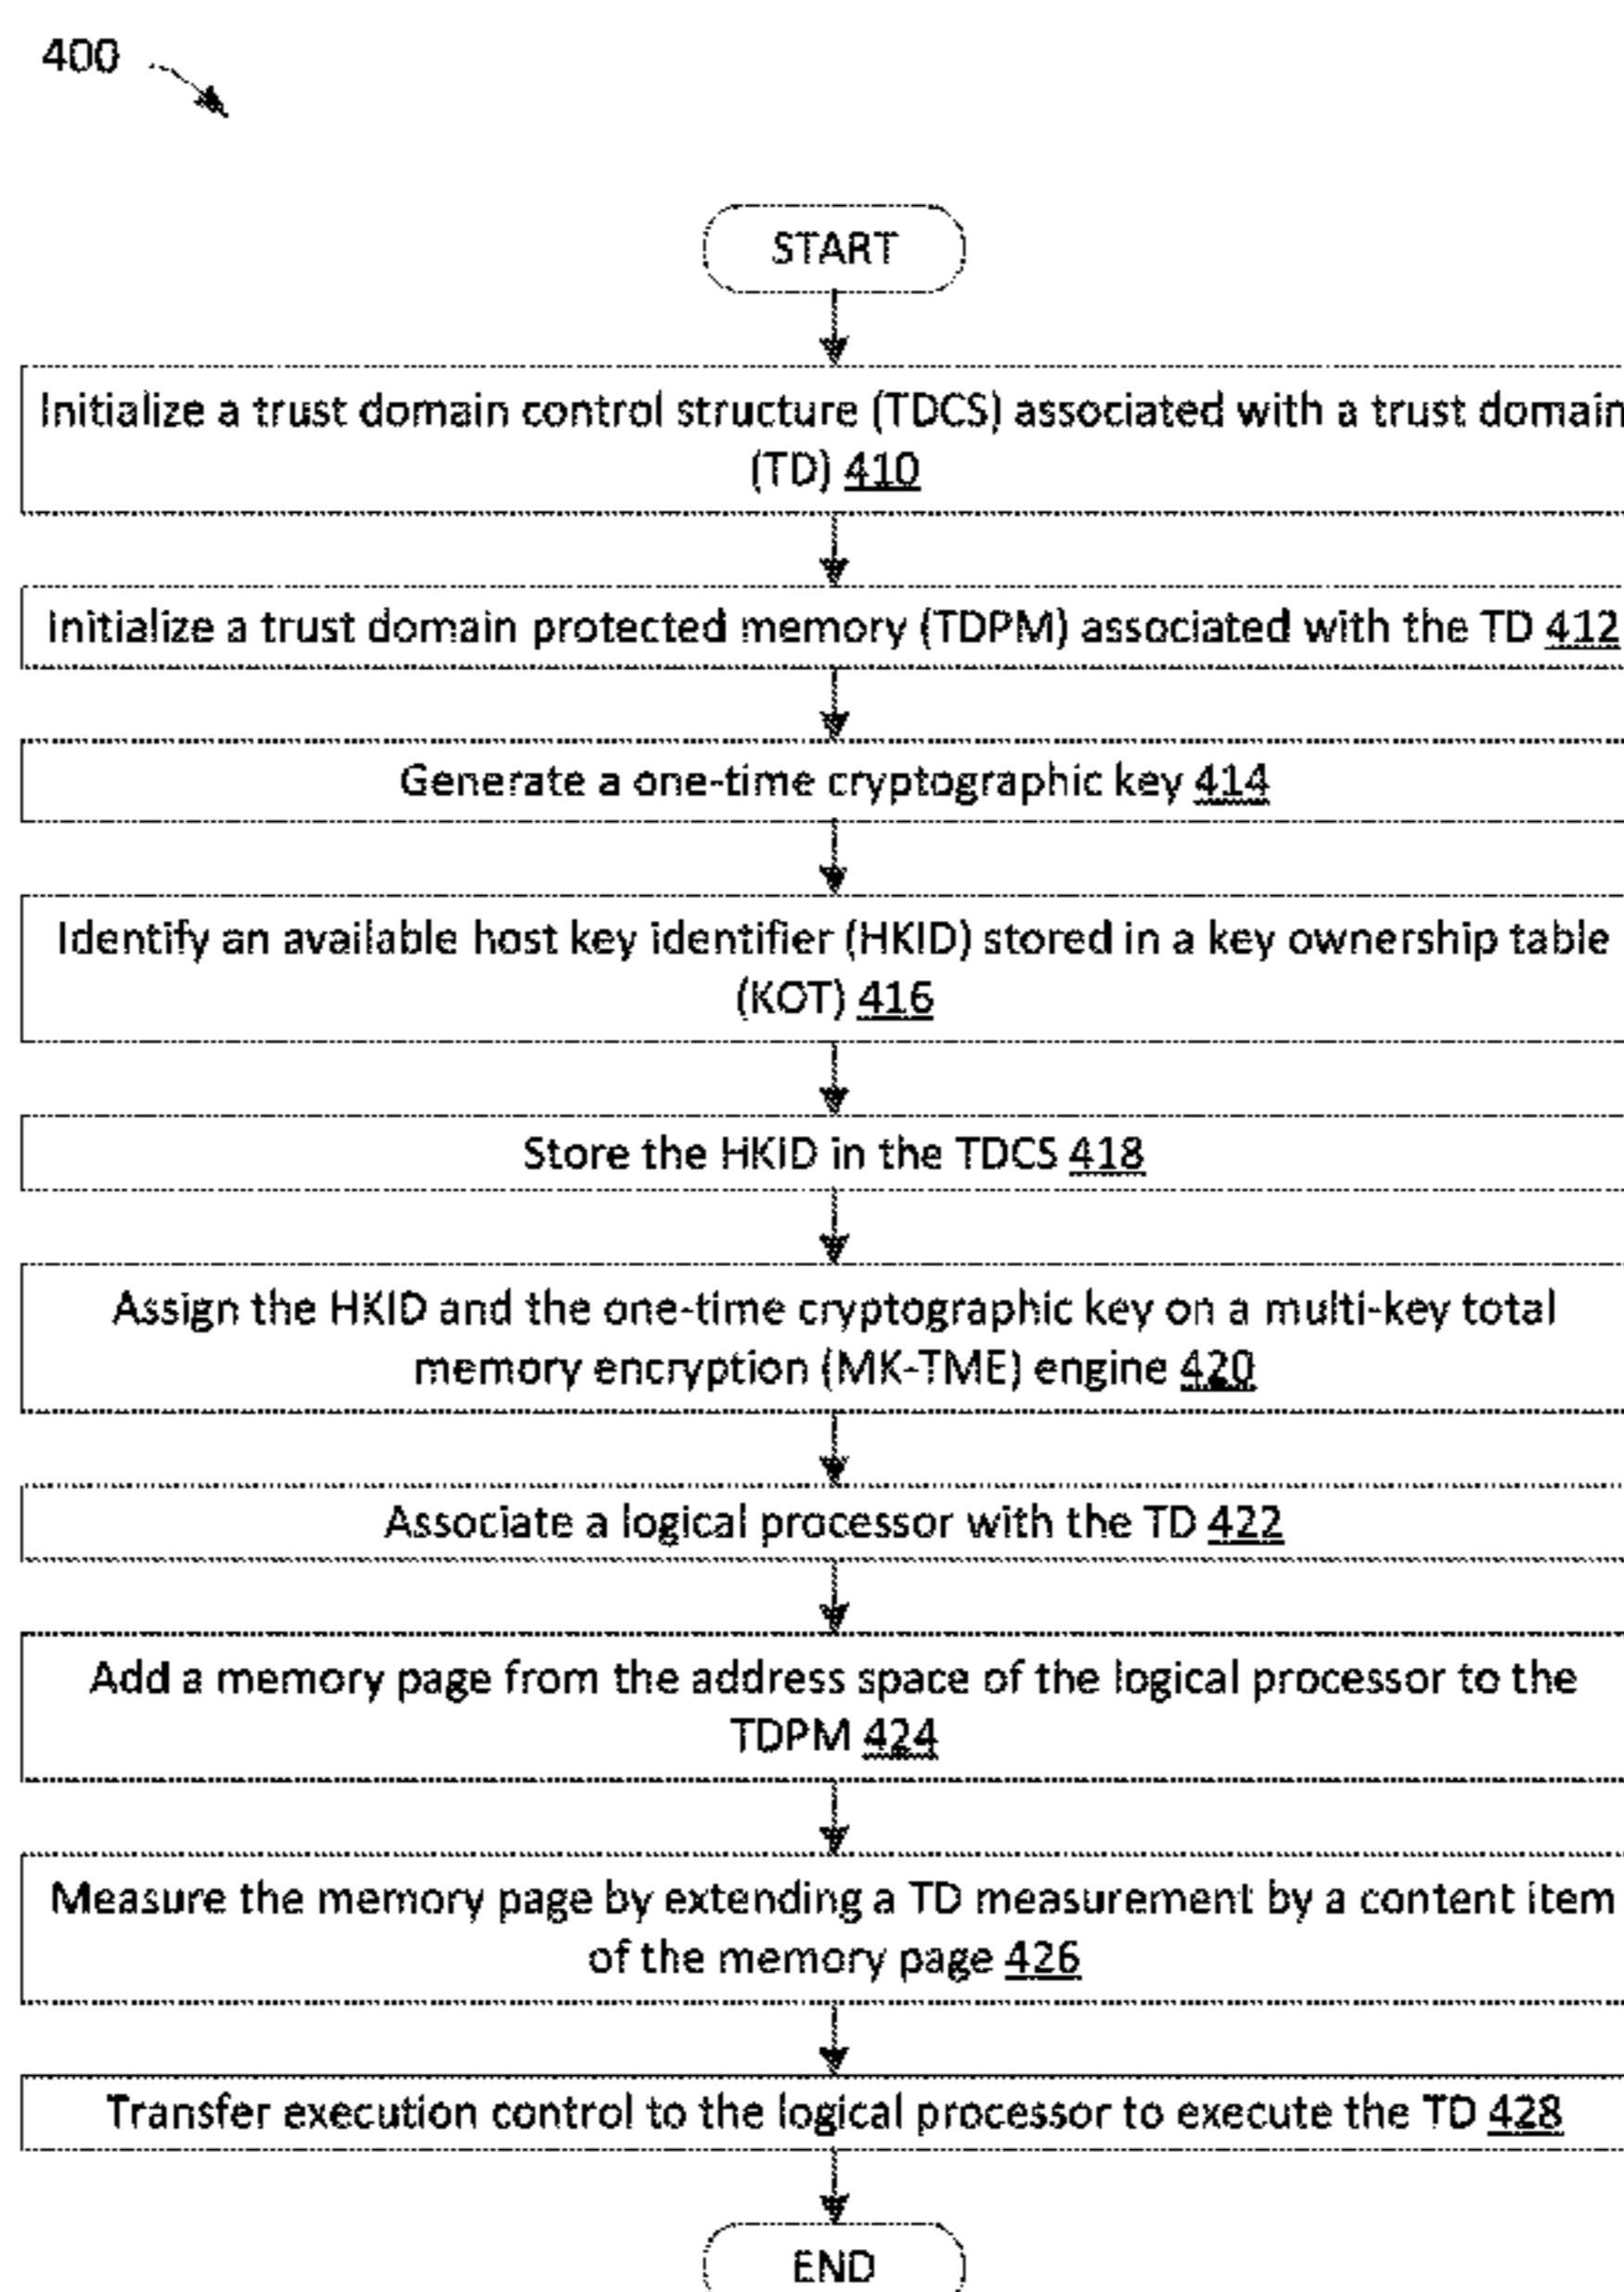 400
START
Initialize a trust domain control structure (TDCS) associated with a trust domain
(TD) 410
Initialize a trust domain protected memory (TDPM) associated with the TD 412
Generate a one-time cryptographic key 414
Identify an available host key identifier (HKID) stored in a key ownership table
(KOT) 416
Store the HKID in the TDCS 418
Assign the HKID and the one-time cryptographic key on a multi-key total
memory encryption (MK-TME) engine 420
Associate a logical processor with the TD 422
Add a memory page from the address space of the logical processor to the
TDPM 424
Measure the memory page by extending a TD measurement by a content item
of the memory page 426
Transfer execution control to the logical processor to execute the TD 428
END